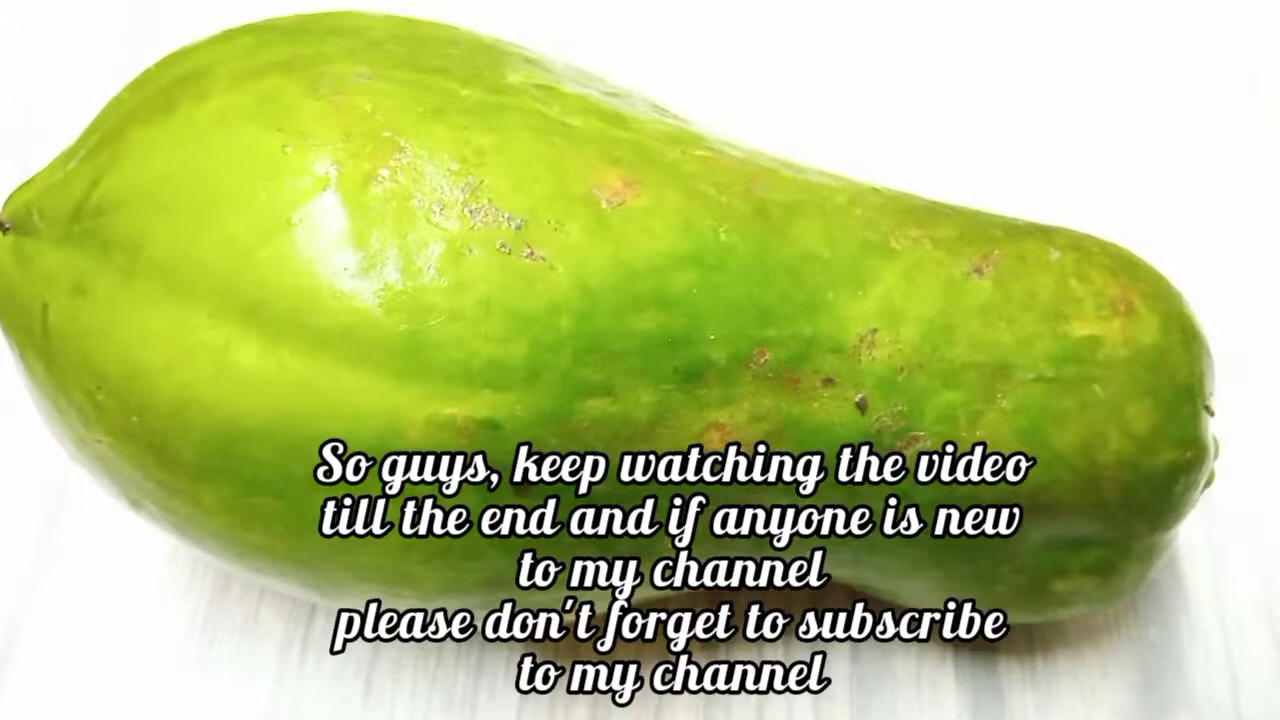 So guys, keep watching the video
till the end and if anyone is new
to my channel
please don't forget to subscribe
to my channel